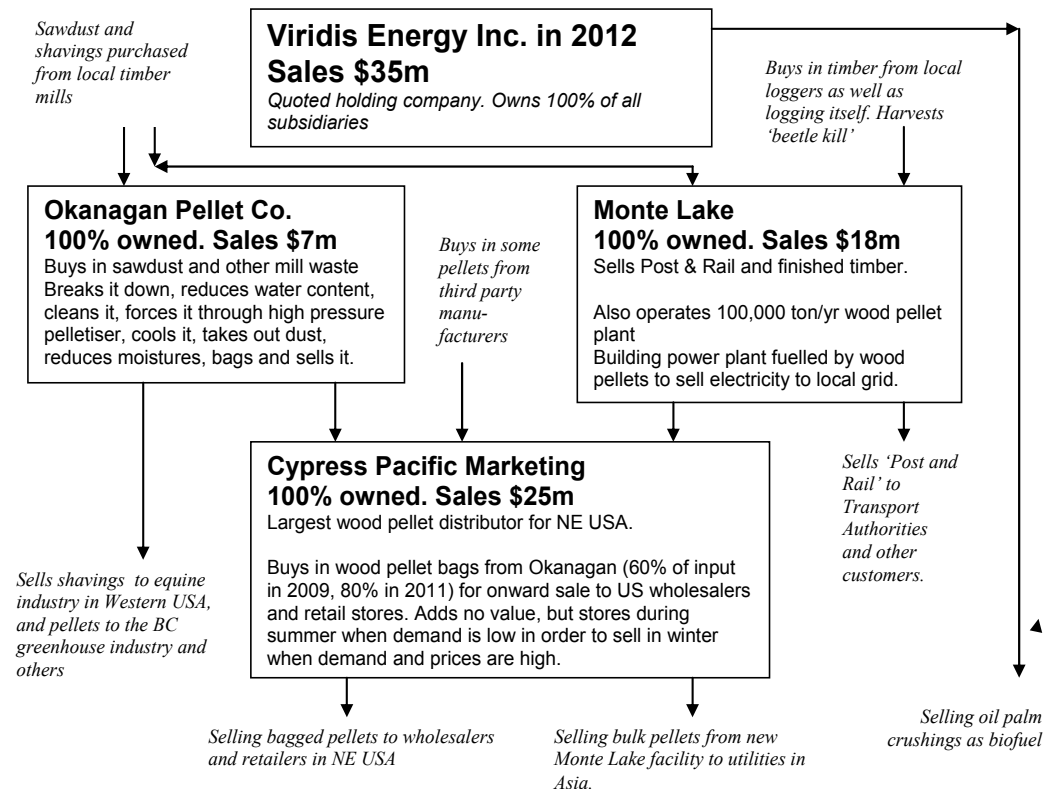 Sawdust and
shavings purchased
from local timber
mills
Viridis Energy Inc. in 2012
Sales $35m
Quoted holding company. Owns 100% of all
subsidiaries
Buys in timber from local
loggers as well as
logging itself. Harvests
‘beetle kill’
Okanagan Pellet Co.
100% owned. Sales $7m
Buys in sawdust and other mill waste
Breaks it down, reduces water content,
cleans it, forces it through high pressure
pelletiser, cools it, takes out dust,
reduces moistures, bags and sells it.
Buys in some
pellets from
third party
manu-
facturers
Monte Lake
100% owned. Sales $18m
Sells Post & Rail and finished timber.
Also operates 100,000 ton/yr wood pellet
plant
Building power plant fuelled by wood
pellets to sell electricity to local grid.
Cypress Pacific Marketing
100% owned. Sales $25m
Largest wood pellet distributor for NE USA.
Buys in wood pellet bags from Okanagan (60% of input
in 2009, 80% in 2011) for onward sale to US wholesalers
and retail stores. Adds no value, but stores during
summer when demand is low in order to sell in winter
when demand and prices are high.
Sells ‘Post and
Rail’ to
Transport
Authorities
and other
customers.
Sells shavings to equine
industry in Western USA,
and pellets to the BC
greenhouse industry and
others
Selling bagged pellets to wholesalers
and retailers in NE USA
Selling bulk pellets from new
Monte Lake facility to utilities in
Asia.
Selling oil palm
crushings as biofuel